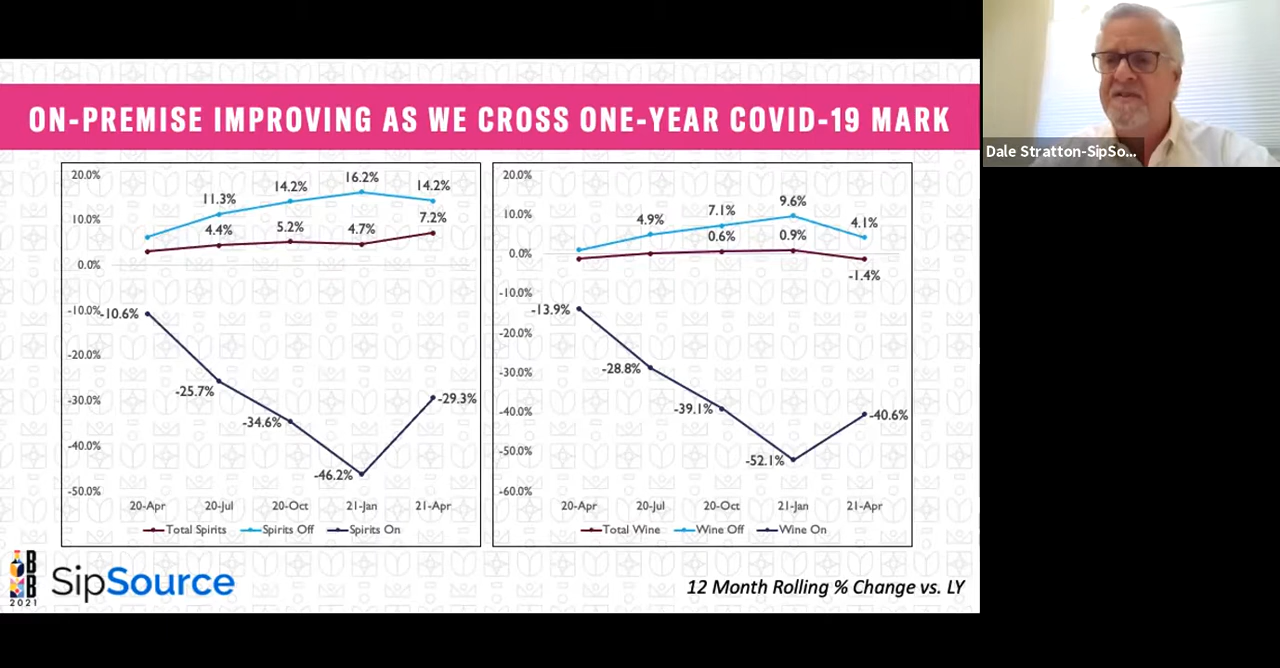 ON-PREMISE IMPROVING AS WE CROSS ONE-YEAR COVID-19 MARK
20.0%
10.0%
0.0%
-10.0%
-20.0%
-30.0%
-40.0%
-50.0%
11.3%
14.2%
16.2%
14.2%
4.4%
5.2%
4.7%
7.2%
-10.6%
-25.7%
-34.6%
-46.2%
-29.3%
20-Apr
20-Jul
20-Oct
21-Jan
21-Apr
Total Spirits
Spirits Off
Spirits On
20.0%
10.0%
0.0%
-10.0%
-20.0%
-30.0%
-40.0%
-50.0%
-60.0%
4.9%
7.1%
9.6%
4.1%
0.6%
0.9%
-1.4%
-13.9%
-28.8%
-39.1%
-52.1%
-40.6%
20-Apr
20-Jul
20-Oct
21-Jan
21-Apr
Total Wine
Wine Off
Wine On
B
B
2021
SipSource
12 Month Rolling % Change vs. LY
Dale Stratton-SipSo...